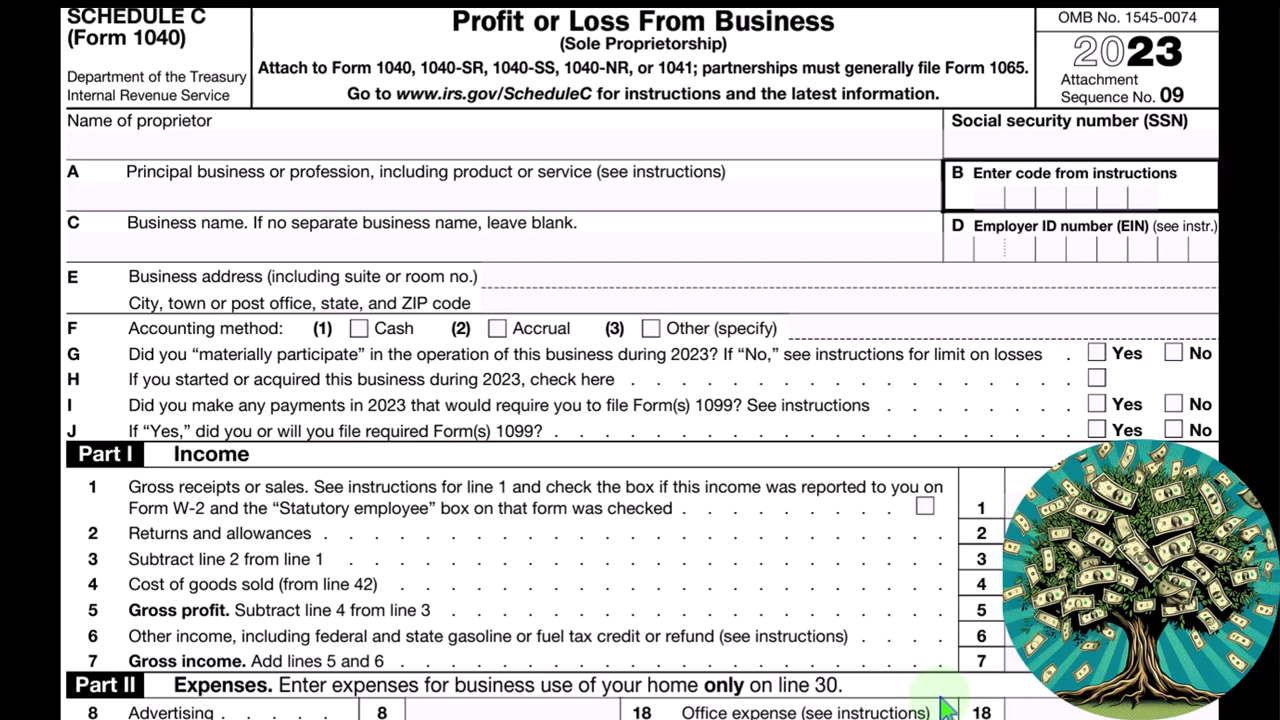 SCHEDULE C
(Form 1040)
Department of the Treasury
Internal Revenue Service
Profit or Loss From Business
(Sole Proprietorship)
Attach to Form 1040, 1040-SR, 1040-SS, 1040-NR, or 1041; partnerships must generally file Form 1065.
Go to www.irs.gov/ScheduleC for instructions and the latest information.
OMB No. 1545-0074
2023
Attachment
Sequence No. 09
Name of proprietor
Social security number (SSN)
A Principal business or profession, including product or service (see instructions)
B Enter code from instructions
C Business name. If no separate business name, leave blank.
D Employer ID number (EIN) (see instr.)
E Business address (including suite or room no.)
City, town or post office, state, and ZIP code
F Accounting method: (1) Cash (2) Accrual (3) Other (specify)
G Did you “materially participate” in the operation of this business during 2023? If “No,” see instructions for limit on losses . Yes No
H If you started or acquired this business during 2023, check here . . . . . . . . . . . . . . . . . . .
I Did you make any payments in 2023 that would require you to file Form(s) 1099? See instructions . . . . . . . . Yes No
J If “Yes,” did you or will you file required Form(s) 1099? . . . . . . . . . . . . . . . . . . . . . Yes No
Part I Income
1 Gross receipts or sales. See instructions for line 1 and check the box if this income was reported to you on
Form W-2 and the “Statutory employee” box on that form was checked . . . . . . . . . 1
2 Returns and allowances . . . . . . . . . . . . . . . . . . . . . . . . . 2
3 Subtract line 2 from line 1 . . . . . . . . . . . . . . . . . . . . . . . . 3
4 Cost of goods sold (from line 42) . . . . . . . . . . . . . . . . . . . . . . 4
5 Gross profit. Subtract line 4 from line 3 . . . . . . . . . . . . . . . . . . . . 5
6 Other income, including federal and state gasoline or fuel tax credit or refund (see instructions) . . . . 6
7 Gross income. Add lines 5 and 6 . . . . . . . . . . . . . . . . . . . . . . 7
Part II Expenses. Enter expenses for business use of your home only on line 30.
8 Advertising . . . . . 8
18 Office expense (see instructions) 18